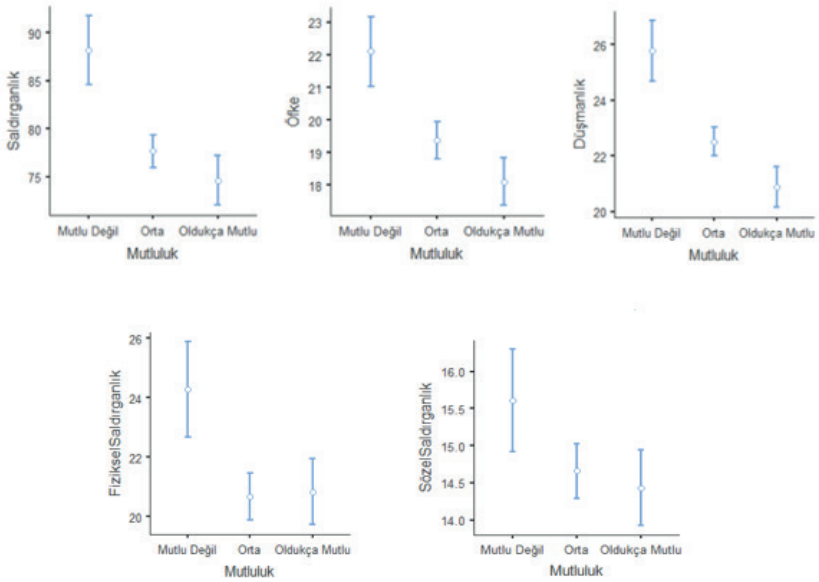 Saldırganlık
90
85
80
75
Mutlu Değil Orta Oldukça Mutlu
Mutluluk
Öfke
23
22
21
20
19
18
Mutlu Değil Orta Oldukça Mutlu
Mutluluk
Düşmanlık
26
24
22
20
Mutlu Değil Orta Oldukça Mutlu
Mutluluk
FizikselSaldırganlık
26
24
22
20
Mutlu Değil Orta Oldukça Mutlu
Mutluluk
SözelSaldırganlık
16.0
15.5
15.0
14.5
14.0
Mutlu Değil Orta Oldukça Mutlu
Mutluluk